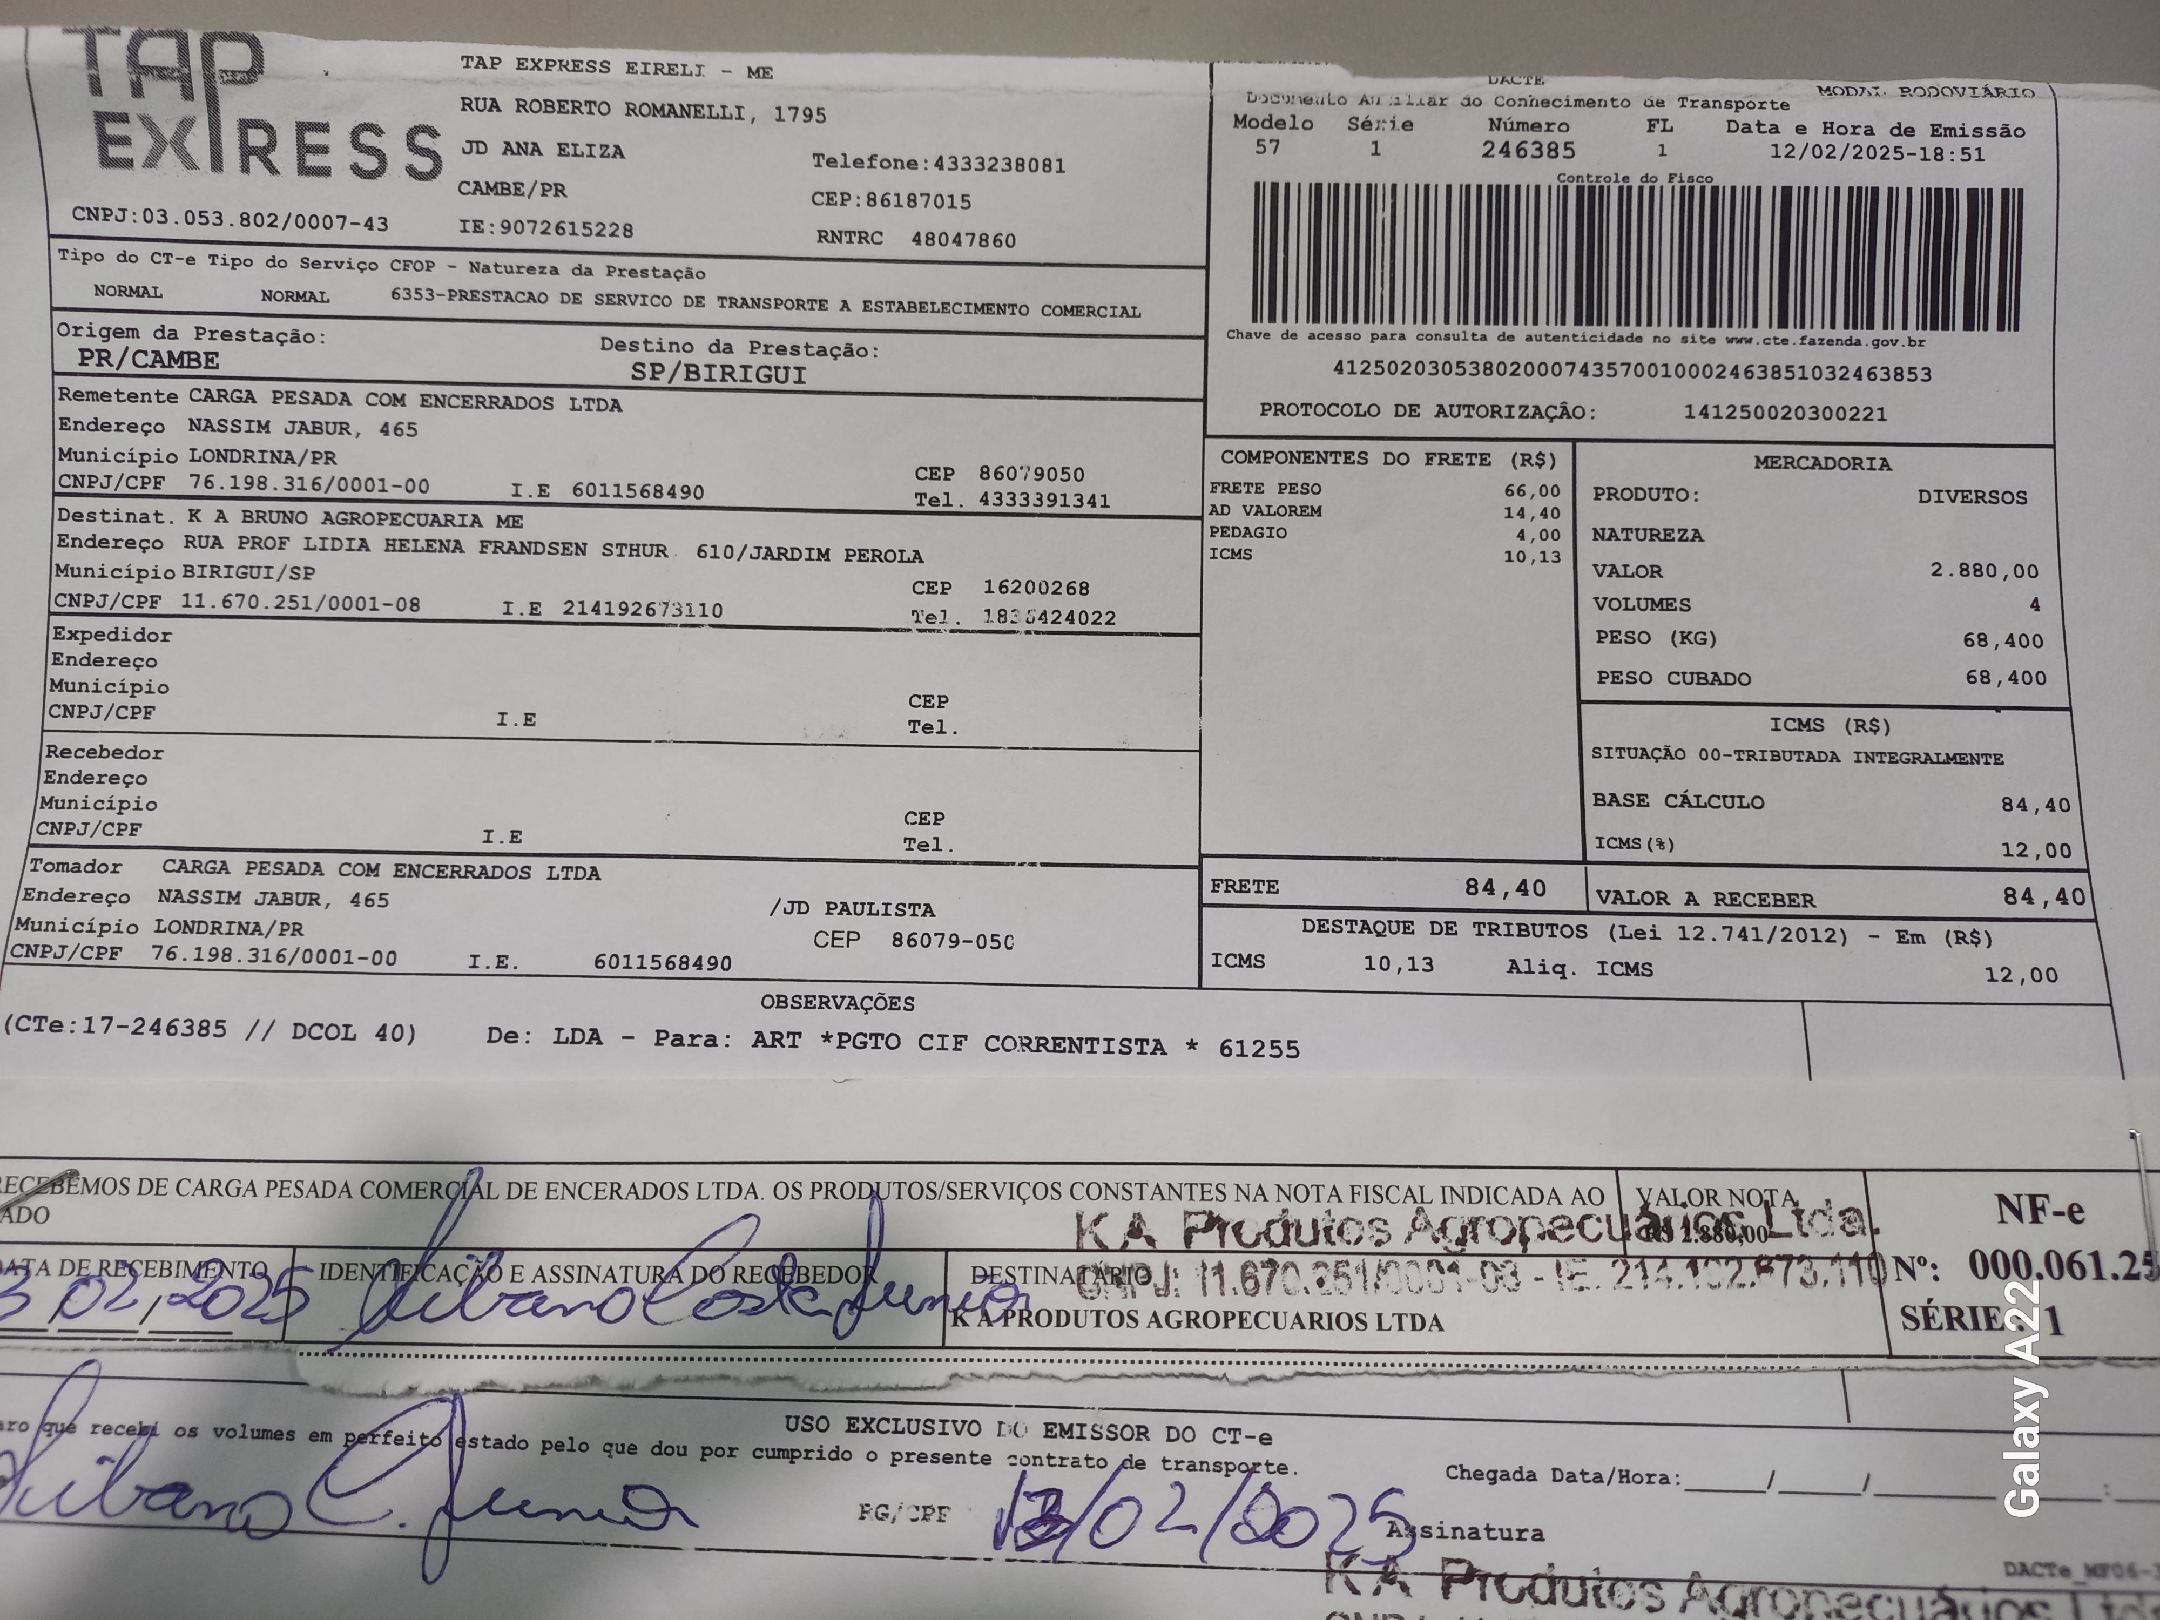 TAP EXPRESS
TAP EXPRESS EIRELI - ME
RUA ROBERTO ROMANELLI, 1795
JD ANA ELIZA Telefone:4333238081
CAMBE/PR CEP:86187015
CNPJ:03.053.802/0007-43 IE:9072615228 RNTRC 48047860
DACTE MODAL RODOVIÁRIO
Documento Auxiliar do Conhecimento de Transporte
Modelo Série Número FL Data e Hora de Emissão
57 1 246385 1 12/02/2025-18:51
Controle do Fisco
Chave de acesso para consulta de autenticidade no site www.cte.fazenda.gov.br
41250203053802000743570010002463851032463853
PROTOCOLO DE AUTORIZAÇÃO: 141250020300221
Tipo do CT-e Tipo do Serviço CFOP - Natureza da Prestação
NORMAL NORMAL 6353-PRESTACAO DE SERVICO DE TRANSPORTE A ESTABELECIMENTO COMERCIAL
Origem da Prestação: Destino da Prestação:
PR/CAMBE SP/BIRIGUI
Remetente CARGA PESADA COM ENCERRADOS LTDA
Endereço NASSIM JABUR, 465
Município LONDRINA/PR CEP 86079050
CNPJ/CPF 76.198.316/0001-00 I.E 6011568490 Tel. 4333391341
Destinat. K A BRUNO AGROPECUARIA ME
Endereço RUA PROF LIDIA HELENA FRANDSEN STHUR 610/JARDIM PEROLA
Município BIRIGUI/SP CEP 16200268
CNPJ/CPF 11.670.251/0001-08 I.E 214192673110 Tel. 1836424022
Expedidor
Endereço
Município CEP
CNPJ/CPF I.E Tel.
Recebedor
Endereço
Município CEP
CNPJ/CPF I.E Tel.
Tomador CARGA PESADA COM ENCERRADOS LTDA
Endereço NASSIM JABUR, 465 /JD PAULISTA
Município LONDRINA/PR CEP 86079-050
CNPJ/CPF 76.198.316/0001-00 I.E. 6011568490
COMPONENTES DO FRETE (R$)
FRETE PESO 66,00
AD VALOREM 14,40
PEDAGIO 4,00
ICMS 10,13
MERCADORIA
PRODUTO: DIVERSOS
NATUREZA
VALOR 2.880,00
VOLUMES 4
PESO (KG) 68,400
PESO CUBADO 68,400
ICMS (R$)
SITUAÇÃO 00-TRIBUTADA INTEGRALMENTE
BASE CÁLCULO 84,40
ICMS(%) 12,00
FRETE 84,40 VALOR A RECEBER 84,40
DESTAQUE DE TRIBUTOS (Lei 12.741/2012) - Em (R$)
ICMS 10,13 Aliq. ICMS 12,00
OBSERVAÇÕES
(CTe:17-246385 // DCOL 40) De: LDA - Para: ART *PGTO CIF CORRENTISTA * 61255
RECEBEMOS DE CARGA PESADA COMERCIAL DE ENCERADOS LTDA. OS PRODUTOS/SERVIÇOS CONSTANTES NA NOTA FISCAL INDICADA AO
ADO
VALOR NOTA
R$ 2.880,00
NF-e
Nº: 000.061.25
SÉRIE: 1
K A Produtos Agropecuários Ltda.
DATA DE RECEBIMENTO IDENTIFICAÇÃO E ASSINATURA DO RECEBEDOR DESTINATÁRIO
3/02/2025 Costa Junior
K A PRODUTOS AGROPECUARIOS LTDA
USO EXCLUSIVO DO EMISSOR DO CT-e
aro que recebi os volumes em perfeito estado pelo que dou por cumprido o presente contrato de transporte.
Chegada Data/Hora:____/____/________:
C. Junior RG/CPF 13/02/2025 Assinatura
K A Produtos Agropecuários Ltda
Galaxy A22